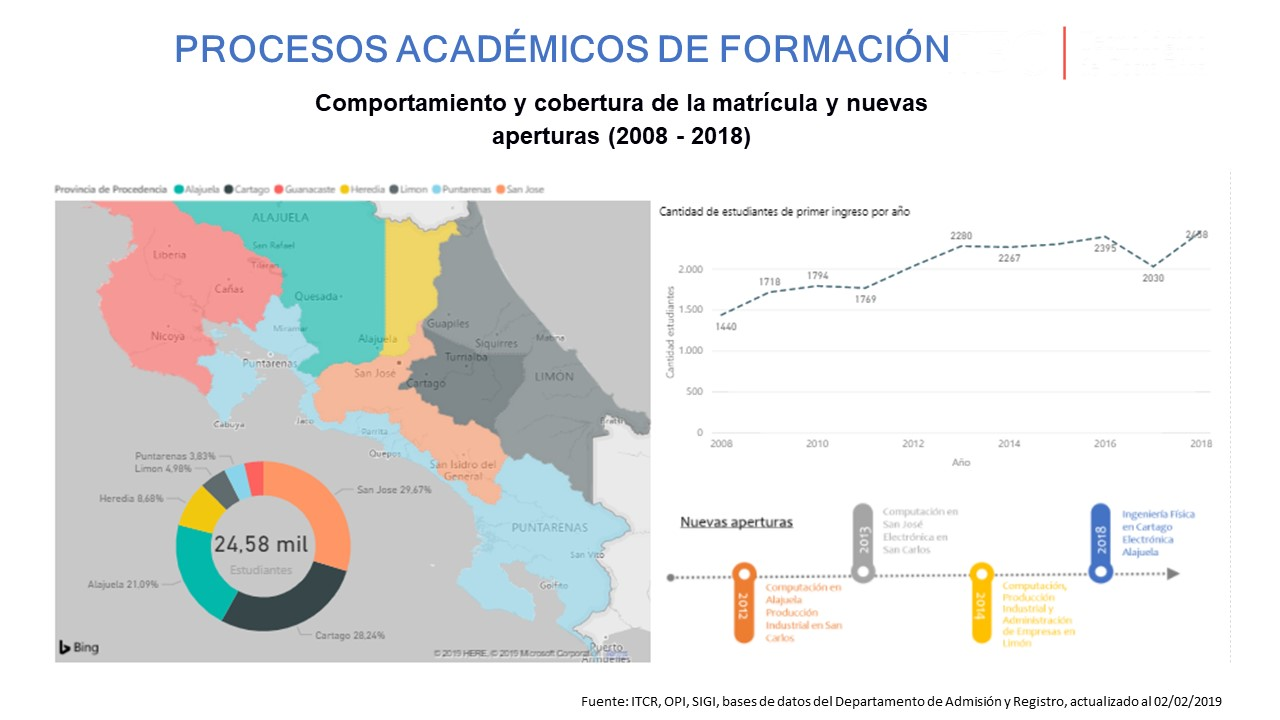 PROCESOS ACADÉMICOS DE FORMACIÓN
Comportamiento y cobertura de la matrícula y nuevas
aperturas (2008 - 2018)
Provincia de Procedencia Alajuela Cartago Guanacaste Heredia Limon Puntarenas San Jose
ALAJUELA
San Rafael
Liberia
Tilaran
Cañas
Quesada
Nicoya
Miramar
Puntarenas
Alajuela
Guapiles
Siquirres
Matina
Turrialba
San José
Cartago
LIMÓN
Cabuya
Jaco
Parrita
Quepos
San Isidro del
General
PUNTARENAS
San Vito
Golfito
Puerto
Armuelles
Puntarenas 3,83%
Limon 4,98%
Heredia 8,68%
San Jose 29,67%
Alajuela 21,09%
Cartago 28,24%
24,58 mil
Estudiantes
Bing
© 2019 HERE, © 2019 Microsoft Corporat
Cantidad de estudiantes de primer ingreso por año
Cantidad estudiantes
2.000
1.500
1.000
500
0
1440
1718
1794
1769
2280
2267
2395
2030
2458
2008 2010 2012 2014 2016 2018
Año
Nuevas aperturas
2012
Computación en
Alajuela
Producción
Industrial en San
Carlos
2013
Computación en
San José
Electrónica en
San Carlos
2014
Computación,
Producción
Industrial y
Administración
de Empresas en
Limón
2018
Ingeniería Física
en Cartago
Electrónica
Alajuela
Fuente: ITCR, OPI, SIGI, bases de datos del Departamento de Admisión y Registro, actualizado al 02/02/2019